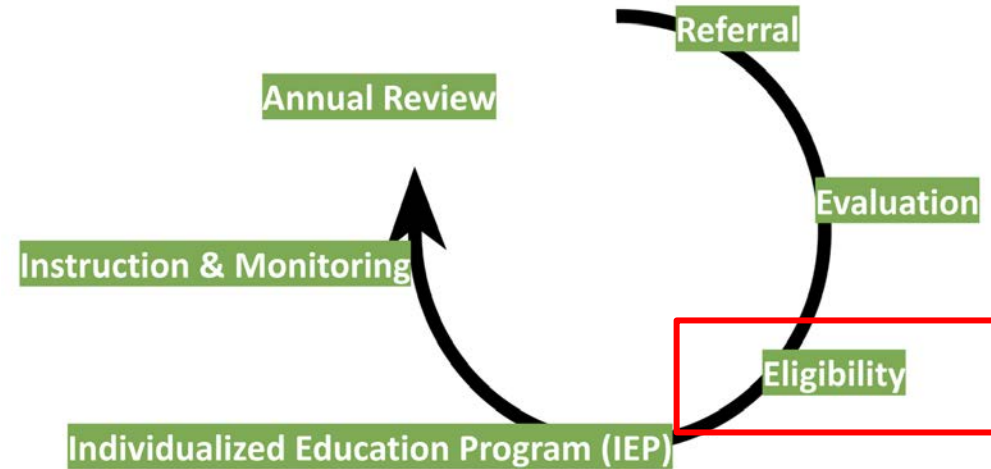 Referral
Annual Review
Evaluation
Instruction & Monitoring
Eligibility
Individualized Education Program (IEP)